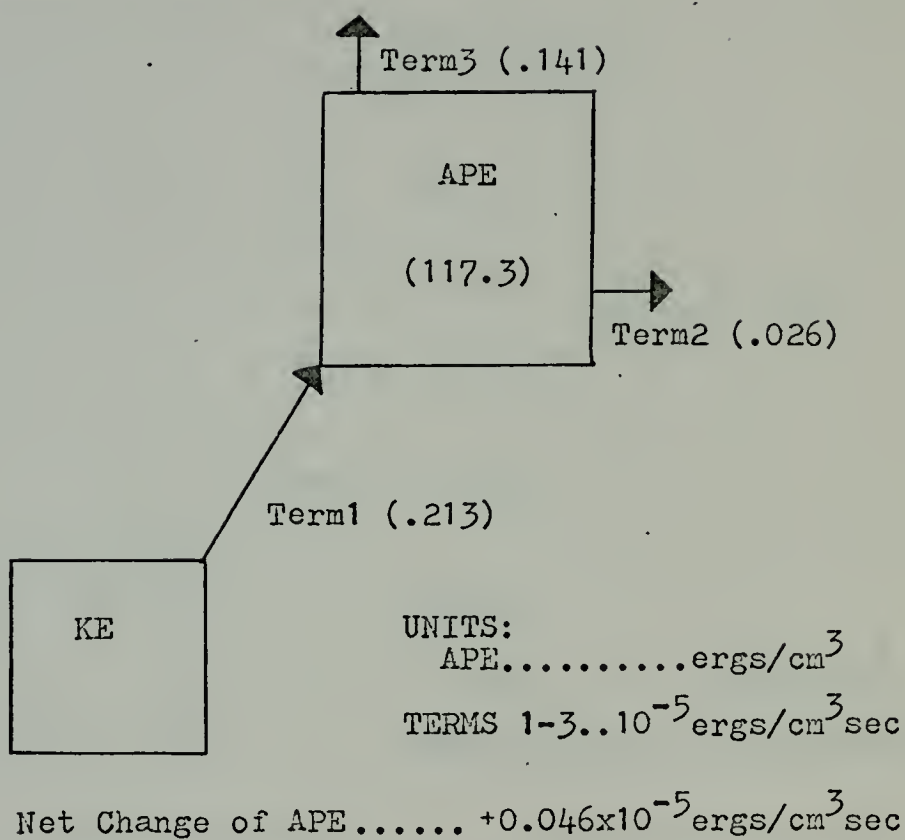 Term3 (.141)
APE
(117.3)
Term2 (.026)
Term1 (.213)
KE
UNITS:
APE..........ergs/cm³
TERMS 1-3..10⁻⁵ergs/cm³sec
Net Change of APE...... +0.046x10⁻⁵ergs/cm³sec